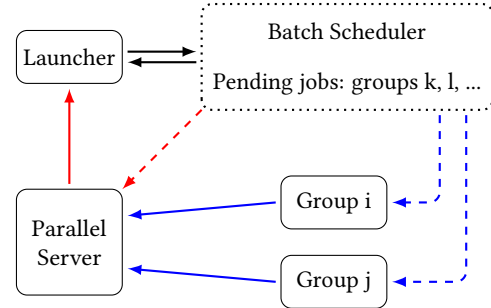 Batch Scheduler
Launcher
Pending jobs: groups k, l, ...
Group i
Parallel
Server
Group j